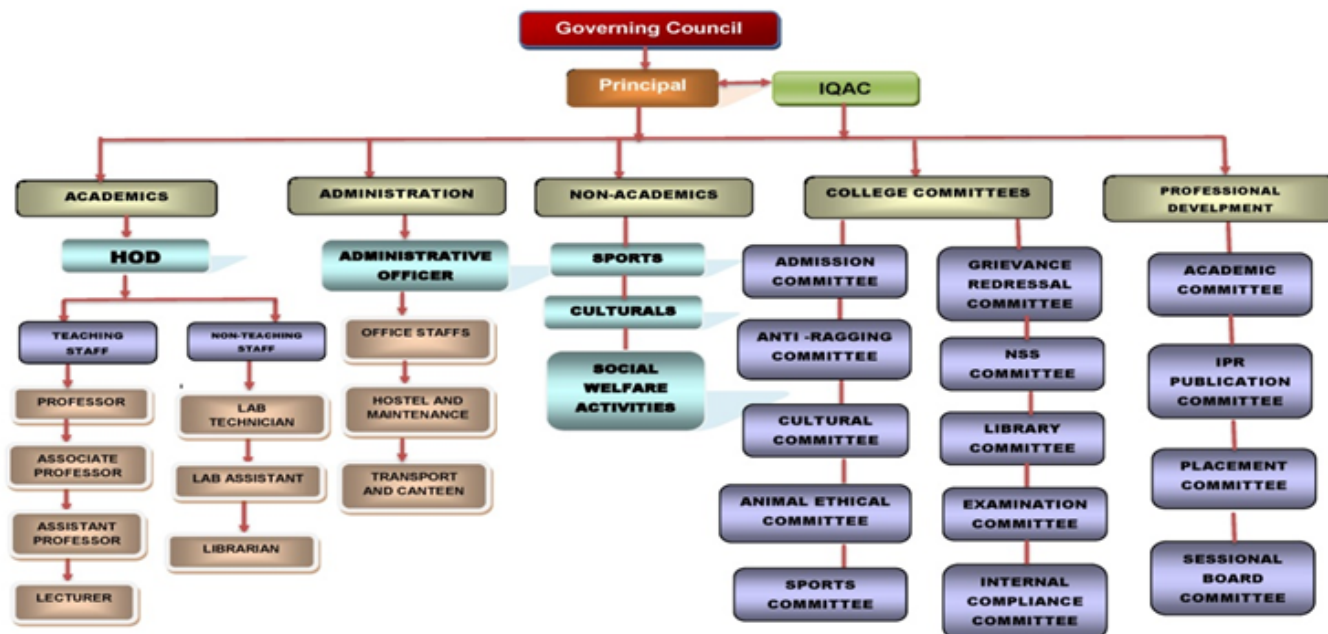 Governing Council
Principal
IQAC
ACADEMICS
HOD
TEACHING
STAFF
PROFESSOR
ASSOCIATE
PROFESSOR
ASSISTANT
PROFESSOR
LECTURER
NON-TEACHING
STAFF
LAB
TECHNICIAN
LAB ASSISTANT
LIBRARIAN
ADMINISTRATION
ADMINISTRATIVE
OFFICER
OFFICE STAFFS
HOSTEL AND
MAINTENANCE
TRANSPORT
AND CANTEEN
NON-ACADEMICS
SPORTS
CULTURALS
SOCIAL
WELFARE
ACTIVITIES
COLLEGE COMMITTEES
ADMISSION
COMMITTEE
ANTI -RAGGING
COMMITTEE
CULTURAL
COMMITTEE
ANIMAL ETHICAL
COMMITTEE
SPORTS
COMMITTEE
GRIEVANCE
REDRESSAL
COMMITTEE
NSS
COMMITTEE
LIBRARY
COMMITTEE
EXAMINATION
COMMITTEE
INTERNAL
COMPLIANCE
COMMITTEE
PROFESSIONAL
DEVELPMENT
ACADEMIC
COMMITTEE
IPR
PUBLICATION
COMMITTEE
PLACEMENT
COMMITTEE
SESSIONAL
BOARD
COMMITTEE